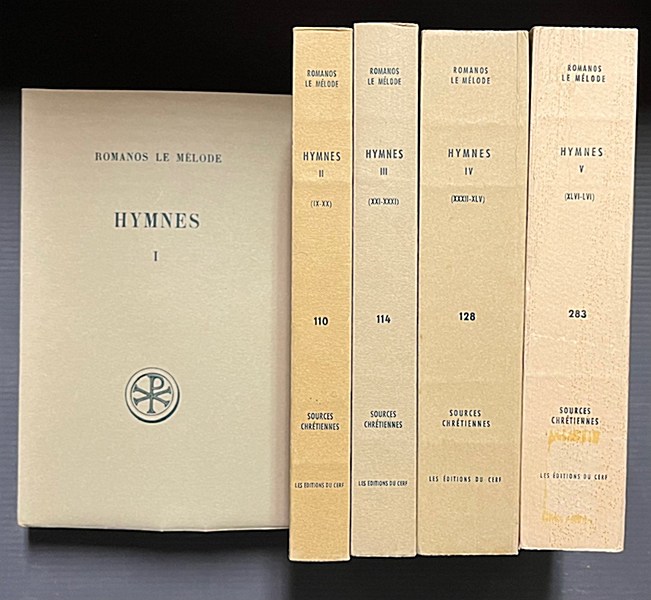 ROMANOS LE MÉLODE
HYMNES
I
ROMANOS
LE MÉLODE
HYMNES
II
(IX-XX)
110
SOURCES
CHRÉTIENNES
LES ÉDITIONS DU CERF
ROMANOS
LE MÉLODE
HYMNES
III
(XXI-XXXI)
114
SOURCES
CHRÉTIENNES
LES ÉDITIONS DU CERF
ROMANOS
LE MÉLODE
HYMNES
IV
(XXXII-XLV)
128
SOURCES
CHRÉTIENNES
LES ÉDITIONS DU CERF
ROMANOS
LE MÉLODE
HYMNES
V
(XLVI-LVI)
283
SOURCES
CHRÉTIENNES
LES ÉDITIONS DU CERF